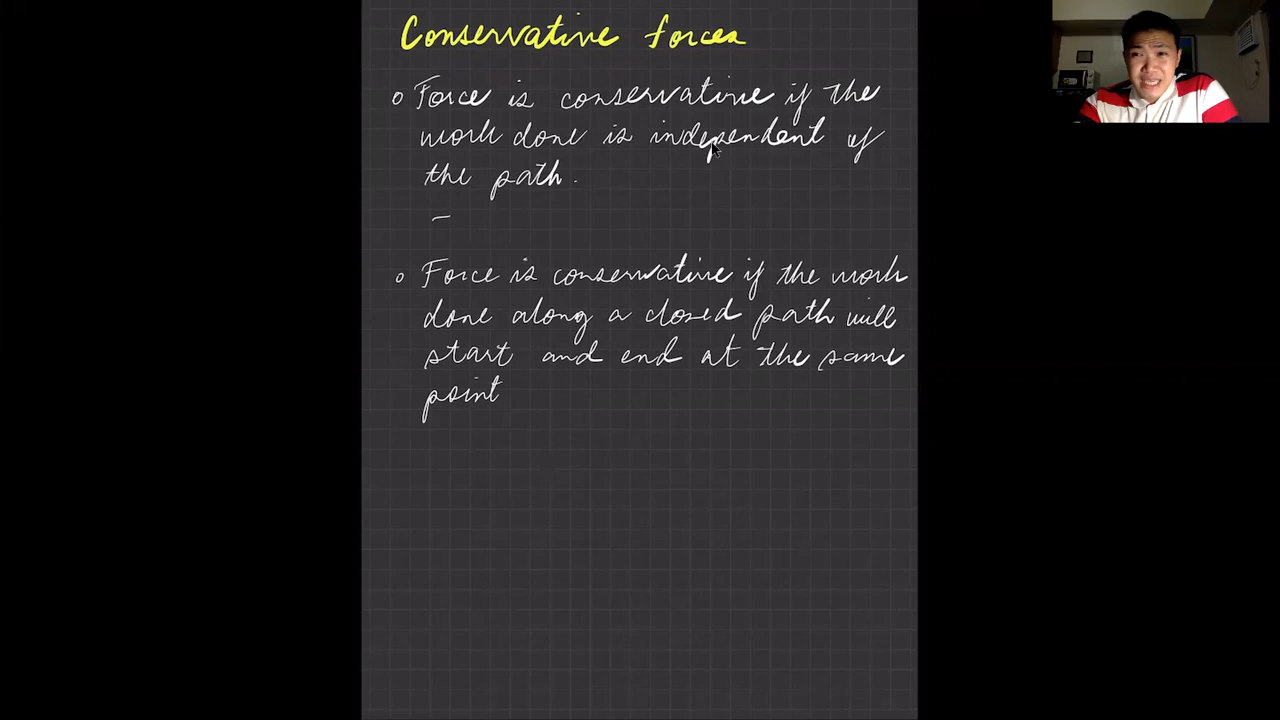 Conservative forces
o Force is conservative if the
work done is independent of
the path.
-
o Force is conservative if the work
done along a closed path will
start and end at the same
point